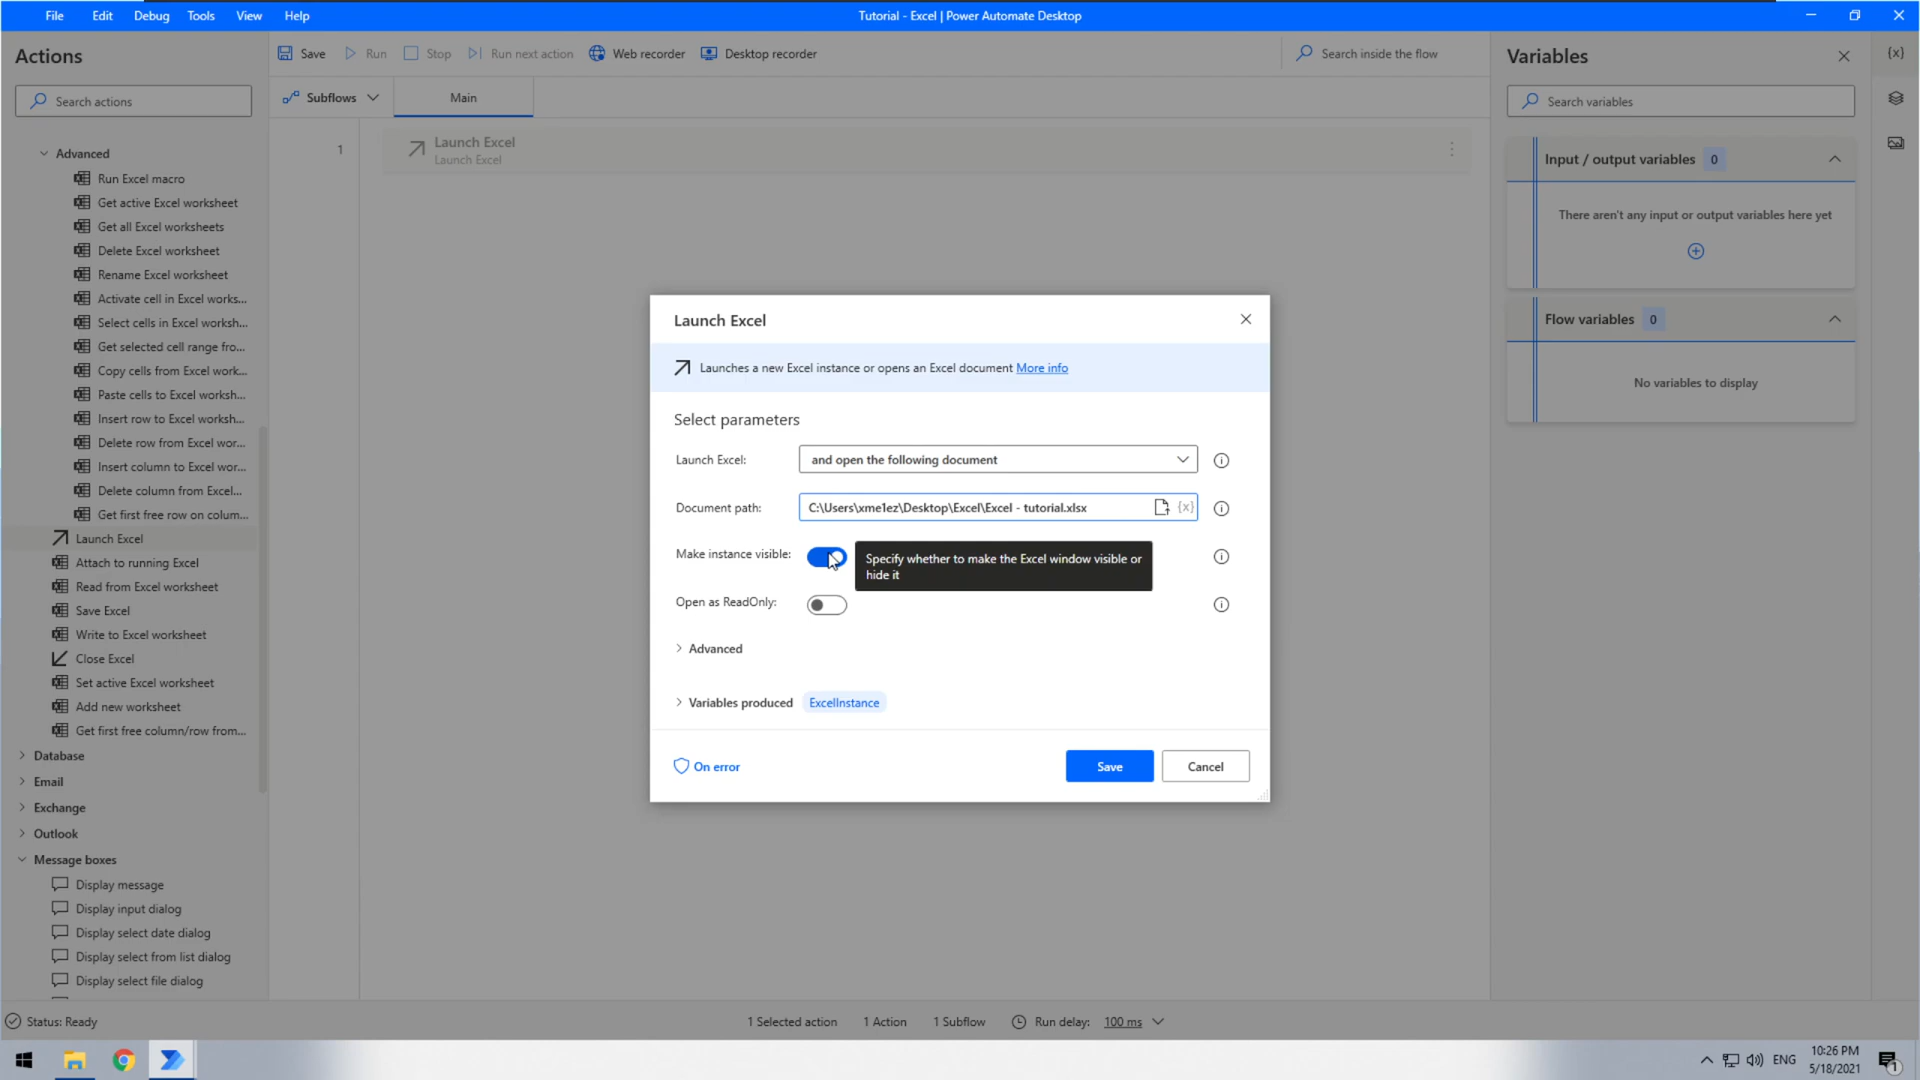 File Edit Debug Tools View Help
Tutorial - Excel | Power Automate Desktop
Actions
Search actions
Advanced
Run Excel macro
Get active Excel worksheet
Get all Excel worksheets
Delete Excel worksheet
Rename Excel worksheet
Activate cell in Excel works...
Select cells in Excel worksh...
Get selected cell range fro...
Copy cells from Excel work...
Paste cells to Excel worksh...
Insert row to Excel worksh...
Delete row from Excel wor...
Insert column to Excel wor...
Delete column from Excel...
Get first free row on colum...
Launch Excel
Attach to running Excel
Read from Excel worksheet
Save Excel
Write to Excel worksheet
Close Excel
Set active Excel worksheet
Add new worksheet
Get first free column/row from...
Database
Email
Exchange
Outlook
Message boxes
Display message
Display input dialog
Display select date dialog
Display select from list dialog
Display select file dialog
Save Run Stop Run next action Web recorder Desktop recorder
Search inside the flow
Subflows Main
1 Launch Excel
Launch Excel
Launch Excel
Launches a new Excel instance or opens an Excel document More info
Select parameters
Launch Excel: and open the following document
Document path: C:\Users\xme1ez\Desktop\Excel\Excel - tutorial.xlsx {x}
Make instance visible:
Specify whether to make the Excel window visible or
hide it
Open as ReadOnly:
Advanced
Variables produced ExcelInstance
On error Save Cancel
Variables
{x}
Search variables
Input / output variables 0
There aren't any input or output variables here yet
Flow variables 0
No variables to display
Status: Ready 1 Selected action 1 Action 1 Subflow Run delay: 100 ms
ENG
10:26 PM
5/18/2021
1